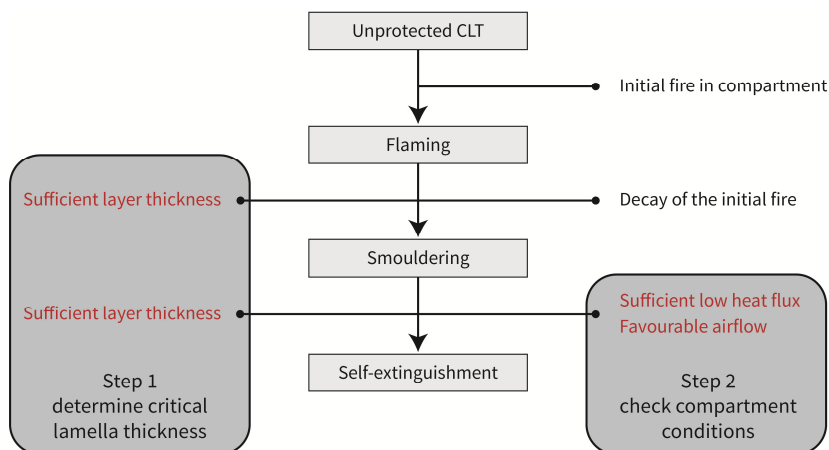 Unprotected CLT
Initial fire in compartment
Flaming
Sufficient layer thickness
Decay of the initial fire
Smouldering
Sufficient layer thickness
Sufficient low heat flux
Favourable airflow
Self-extinguishment
Step 1
determine critical
lamella thickness
Step 2
check compartment
conditions